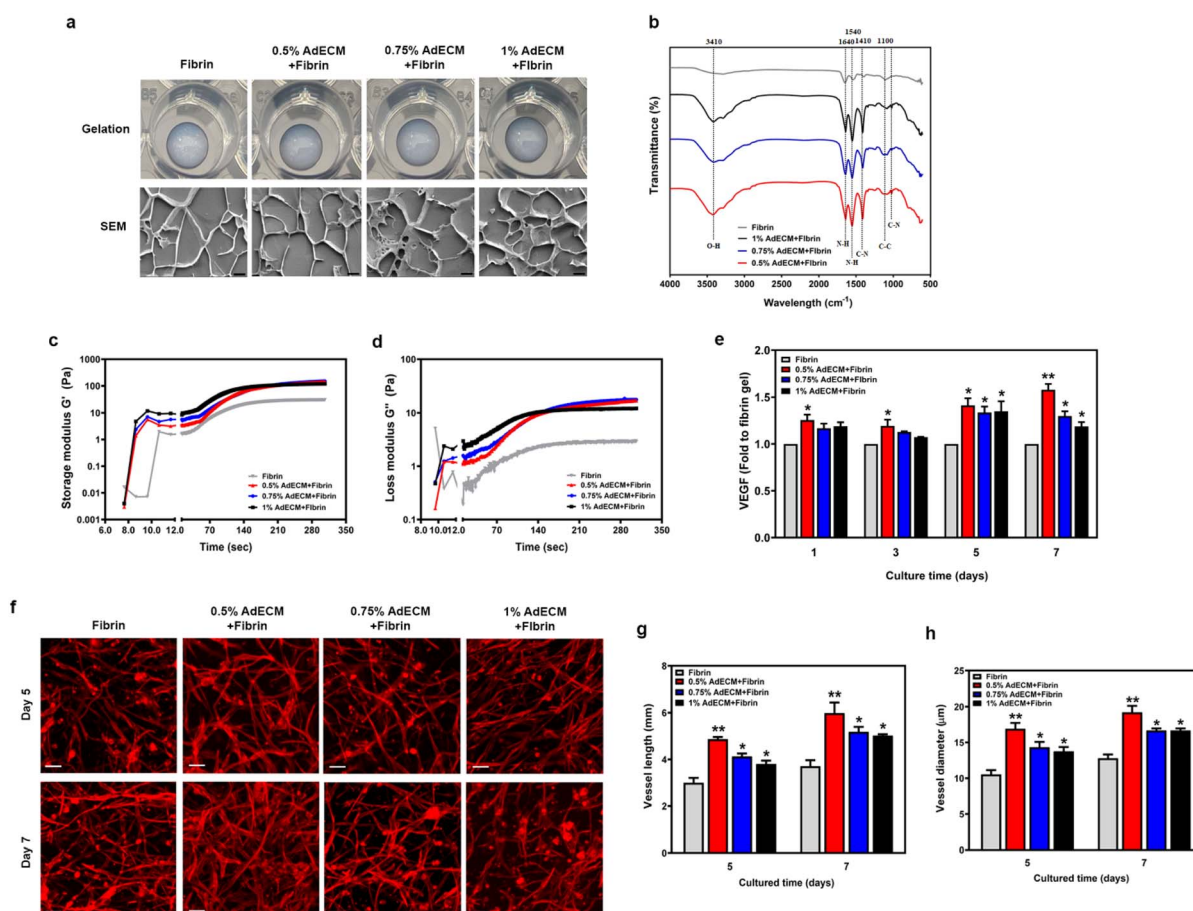 a
Fibrin
0.5% AdECM
+Fibrin
0.75% AdECM
+Fibrin
1% AdECM
+FIbrin
Gelation
SEM
b
3410
1640
1540
1410
1100
Transmittance (%)
O-H
N-H
N-H
C-N
C-C
C-N
Fibrin
1% AdECM+FIbrin
0.75% AdECM+FIbrin
0.5% AdECM+FIbrin
4000 3500 3000 2500 2000 1500 1000 500
Wavelength (cm-1)
c
Storage modulus G' (Pa)
1000
100
10
1
0.1
0.01
0.001
Fibrin
0.5% AdECM+Fibrin
0.75% AdECM+Fibrin
1% AdECM+FIbrin
6.0 8.0 10.0 12.0 70 140 210 280 350
Time (sec)
d
Loss modulus G'' (Pa)
100
10
1
0.1
Fibrin
0.5% AdECM+Fibrin
0.75% AdECM+Fibrin
1% AdECM+FIbrin
8.0 10.0 12.0 70 140 210 280 350
Time (sec)
e
VEGF (Fold to fibrin gel)
2.0
1.5
1.0
0.5
0.0
Fibrin
0.5% AdECM+Fibrin
0.75% AdECM+Fibrin
1% AdECM+Fibrin
* * * * * ** * *
1 3 5 7
Culture time (days)
f
Fibrin
0.5% AdECM
+Fibrin
0.75% AdECM
+Fibrin
1% AdECM
+FIbrin
Day 5
Day 7
g
Vessel length (mm)
8
6
4
2
0
Fibrin
0.5% AdECM+Fibrin
0.75% AdECM+Fibrin
1% AdECM+Fibrin
** * * ** * *
5 7
Cultured time (days)
h
Vessel diameter (μm)
25
20
15
10
5
0
Fibrin
0.5% AdECM+Fibrin
0.75% AdECM+Fibrin
1% AdECM+Fibrin
** * * ** * *
5 7
Cultured time (days)